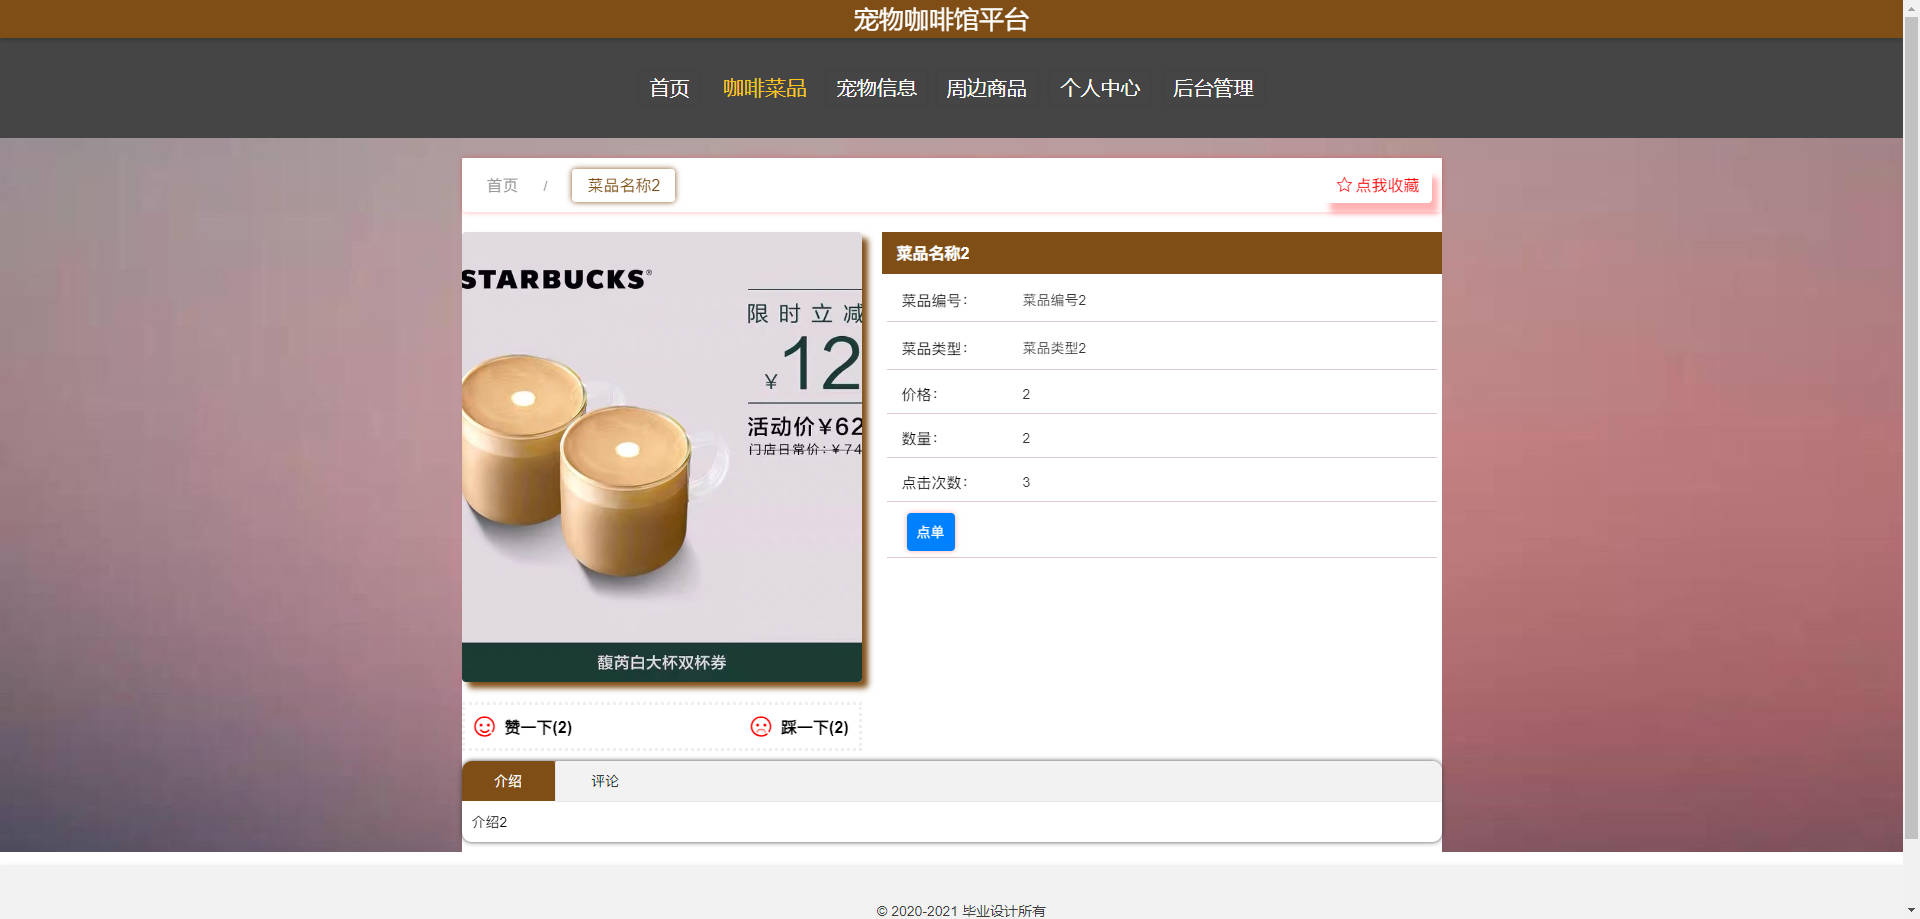 宠物咖啡馆平台
首页 咖啡菜品 宠物信息 周边商品 个人中心 后台管理
首页 / 菜品名称2 点我收藏
STARBUCKS®
限时立减
¥12
活动价¥62
门店日常价：¥74
馥芮白大杯双杯券
赞一下(2) 踩一下(2)
菜品名称2
菜品编号： 菜品编号2
菜品类型： 菜品类型2
价格： 2
数量： 2
点击次数： 3
点单
介绍 评论
介绍2
© 2020-2021 毕业设计所有